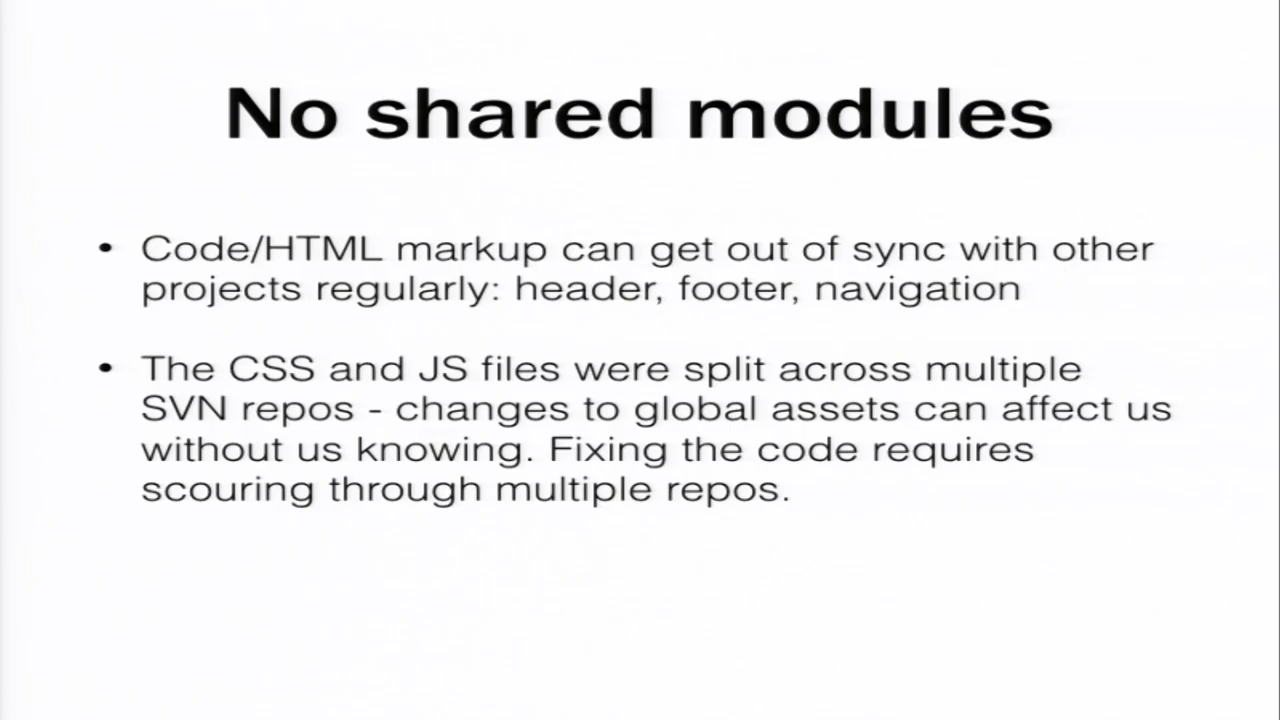 No shared modules
• Code/HTML markup can get out of sync with other
projects regularly: header, footer, navigation
• The CSS and JS files were split across multiple
SVN repos - changes to global assets can affect us
without us knowing. Fixing the code requires
scouring through multiple repos.